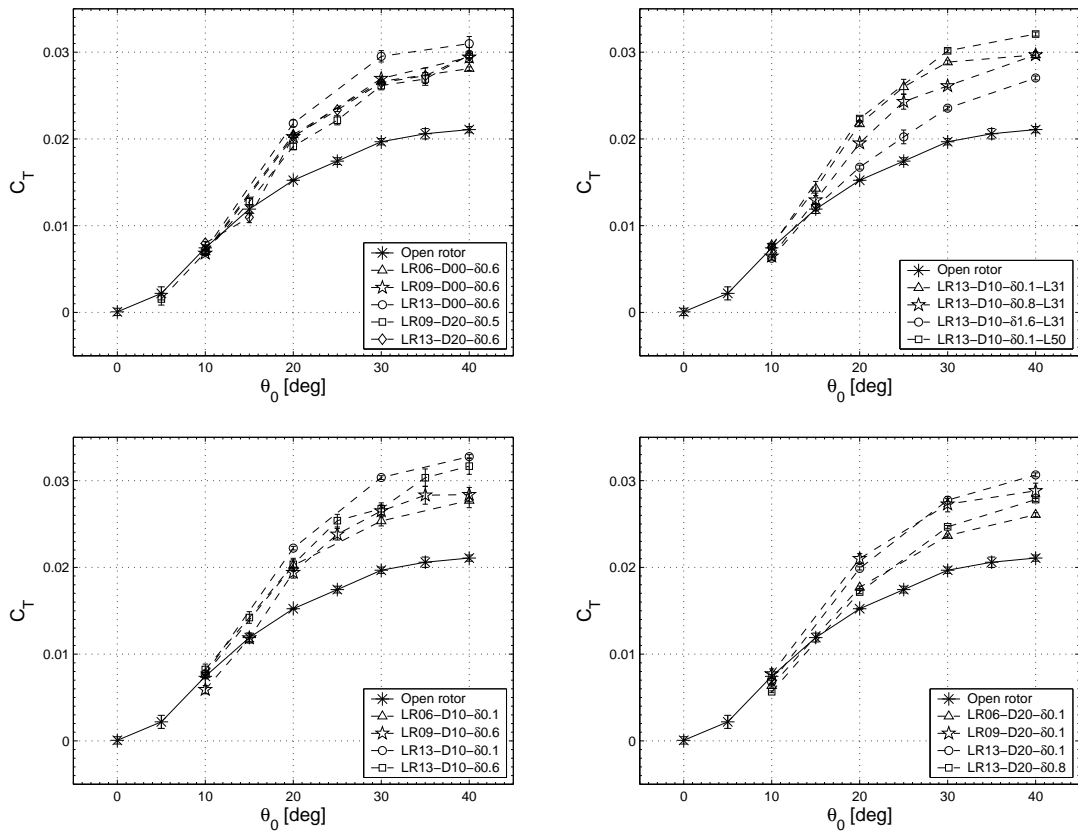 0.03
0.02
0.01
0
C_T
0 10 20 30 40
θ_0 [deg]
Open rotor
LR06−D00−δ0.6
LR09−D00−δ0.6
LR13−D00−δ0.6
LR09−D20−δ0.5
LR13−D20−δ0.6
0.03
0.02
0.01
0
C_T
0 10 20 30 40
θ_0 [deg]
Open rotor
LR13−D10−δ0.1−L31
LR13−D10−δ0.8−L31
LR13−D10−δ1.6−L31
LR13−D10−δ0.1−L50
0.03
0.02
0.01
0
C_T
0 10 20 30 40
θ_0 [deg]
Open rotor
LR06−D10−δ0.1
LR09−D10−δ0.6
LR13−D10−δ0.1
LR13−D10−δ0.6
0.03
0.02
0.01
0
C_T
0 10 20 30 40
θ_0 [deg]
Open rotor
LR06−D20−δ0.1
LR09−D20−δ0.1
LR13−D20−δ0.1
LR13−D20−δ0.8